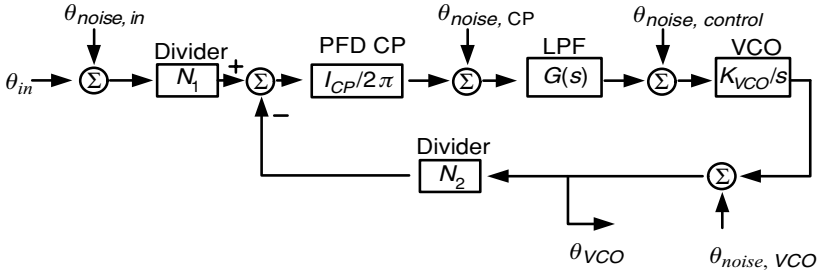 θnoise, in
θnoise, CP
θnoise, control
Divider
PFD CP
LPF
VCO
θin
Σ
N1
+
Σ
ICP/2π
Σ
G(s)
Σ
KVCO/s
−
Divider
N2
Σ
θVCO
θnoise, VCO